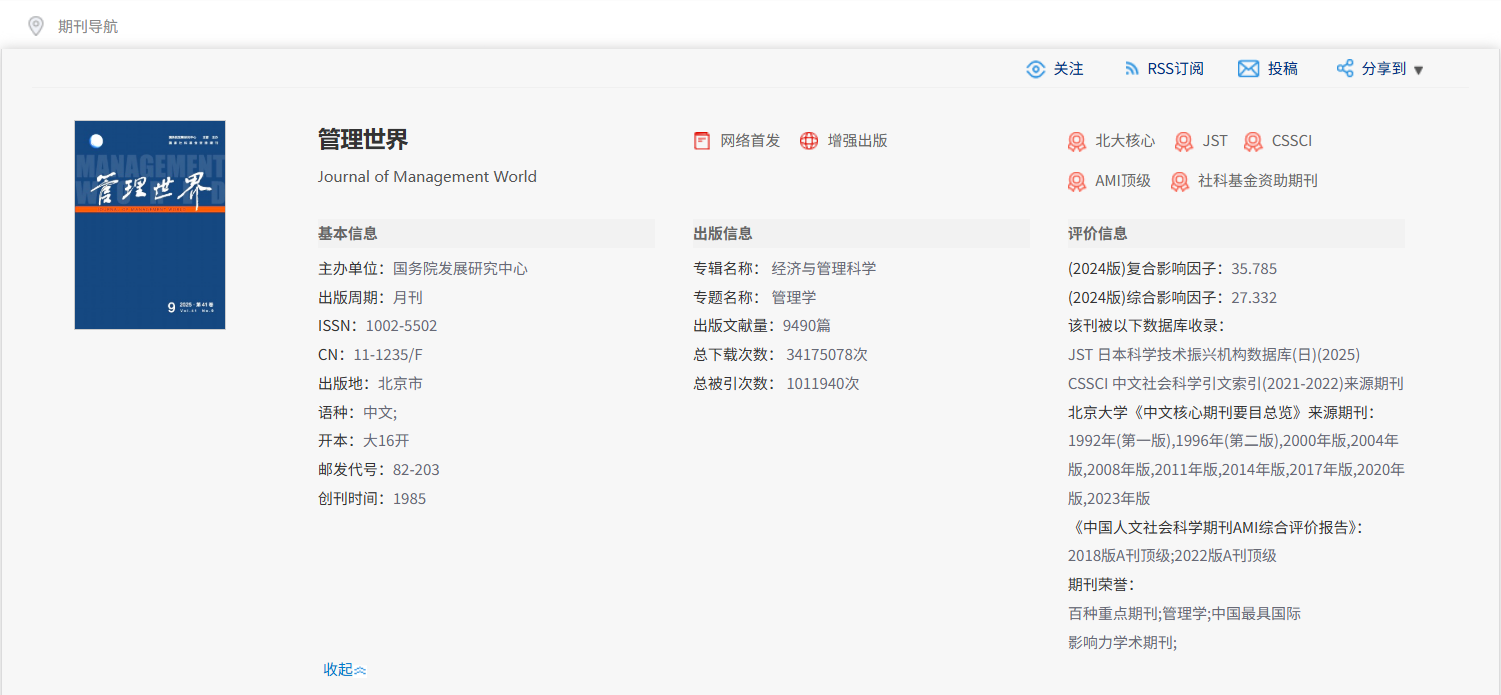 期刊导航
关注 RSS订阅 投稿 分享到
MANAGEMENT
WORLD
管理世界
JOURNAL OF MANAGEMENT WORLD
9 2025·第41卷
Vol.41 No.9
管理世界
Journal of Management World
网络首发 增强出版
北大核心 JST CSSCI
AMI顶级 社科基金资助期刊
基本信息
主办单位：国务院发展研究中心
出版周期：月刊
ISSN：1002-5502
CN：11-1235/F
出版地：北京市
语种：中文;
开本：大16开
邮发代号：82-203
创刊时间：1985
出版信息
专辑名称：经济与管理科学
专题名称：管理学
出版文献量：9490篇
总下载次数：34175078次
总被引次数：1011940次
评价信息
(2024版)复合影响因子：35.785
(2024版)综合影响因子：27.332
该刊被以下数据库收录：
JST 日本科学技术振兴机构数据库(日)(2025)
CSSCI 中文社会科学引文索引(2021-2022)来源期刊
北京大学《中文核心期刊要目总览》来源期刊：
1992年(第一版),1996年(第二版),2000年版,2004年
版,2008年版,2011年版,2014年版,2017年版,2020年
版,2023年版
《中国人文社会科学期刊AMI综合评价报告》：
2018版A刊顶级;2022版A刊顶级
期刊荣誉：
百种重点期刊;管理学;中国最具国际
影响力学术期刊;
收起